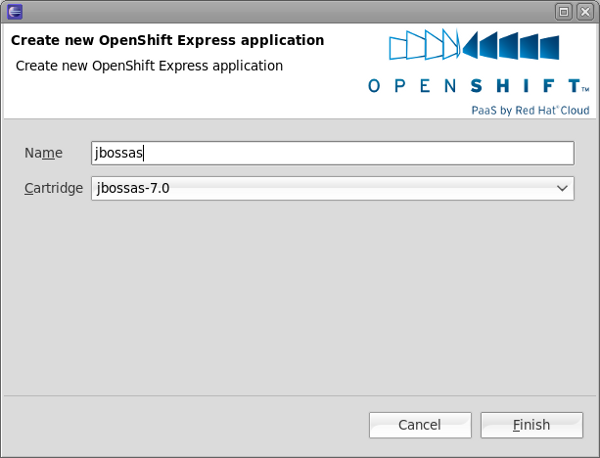 Create new OpenShift Express application
Create new OpenShift Express application
OPENSHIFT™
PaaS by Red Hat® Cloud
Name jbossas
Cartridge jbossas-7.0
Cancel Finish